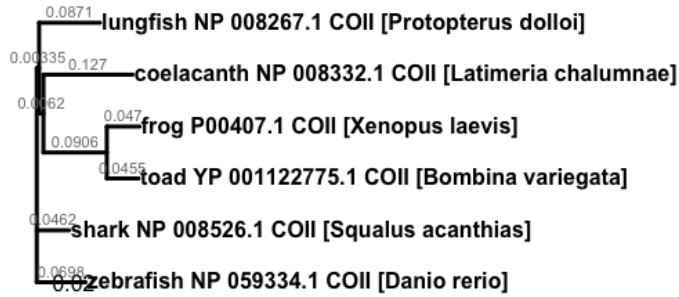 0.0871
lungfish NP 008267.1 COII [Protopterus dolloi]
0.00335
0.127
coelacanth NP 008332.1 COII [Latimeria chalumnae]
0.0062
0.047
frog P00407.1 COII [Xenopus laevis]
0.0906
0.0455
toad YP 001122775.1 COII [Bombina variegata]
0.0462
shark NP 008526.1 COII [Squalus acanthias]
0.0698
0.02
zebrafish NP 059334.1 COII [Danio rerio]